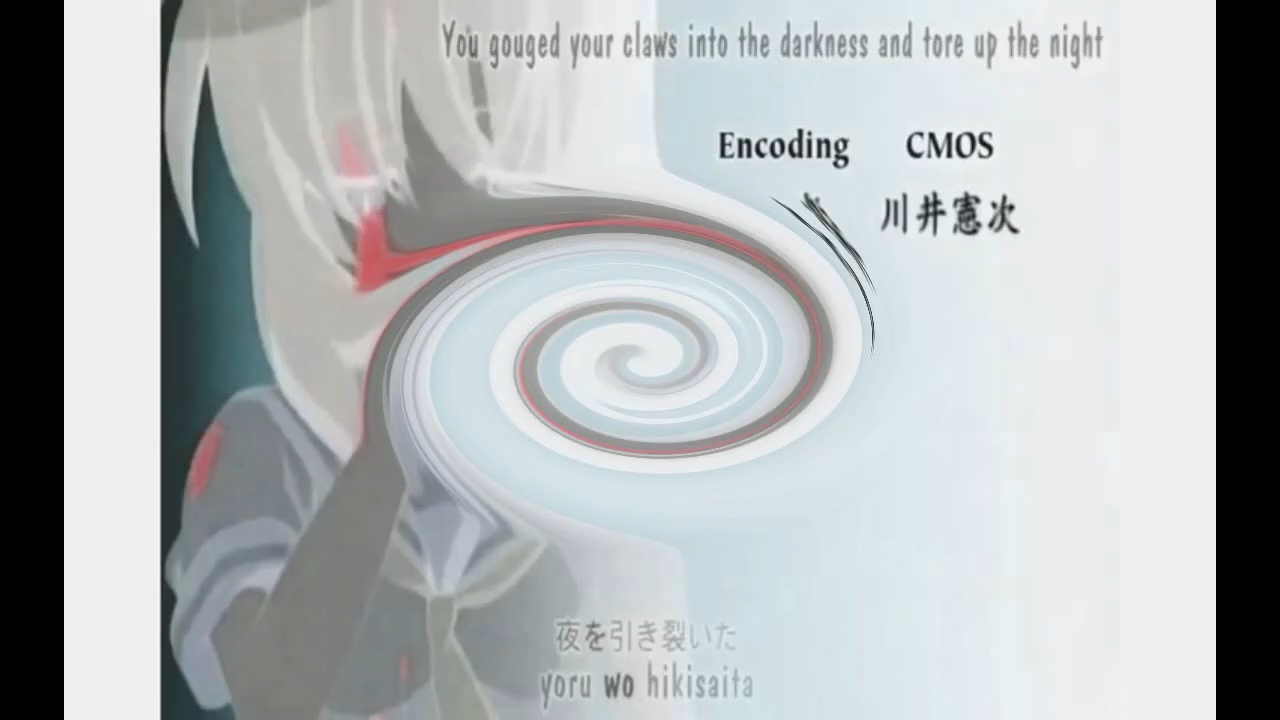 You gouged your claws into the darkness and tore up the night
Encoding CMOS
川井憲次
夜を引き裂いた
yoru wo hikisaita